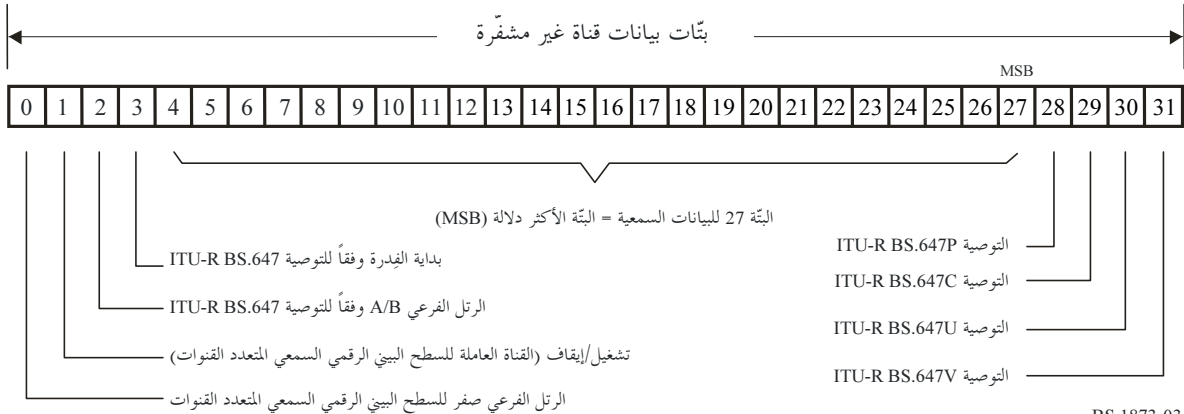 بتّات بيانات قناة غير مشفّرة
MSB
0 1 2 3 4 5 6 7 8 9 10 11 12 13 14 15 16 17 18 19 20 21 22 23 24 25 26 27 28 29 30 31
البتّة 27 للبيانات السمعية = البتّة الأكثر دلالة (MSB)
التوصية ITU-R BS.647P
بداية الفِدرة وفقاً للتوصية ITU-R BS.647
التوصية ITU-R BS.647C
الرتل الفرعي A/B وفقاً للتوصية ITU-R BS.647
التوصية ITU-R BS.647U
تشغيل/إيقاف (القناة العاملة للسطح البيني الرقمي السمعي المتعدد القنوات)
التوصية ITU-R BS.647V
الرتل الفرعي صفر للسطح البيني الرقمي السمعي المتعدد القنوات